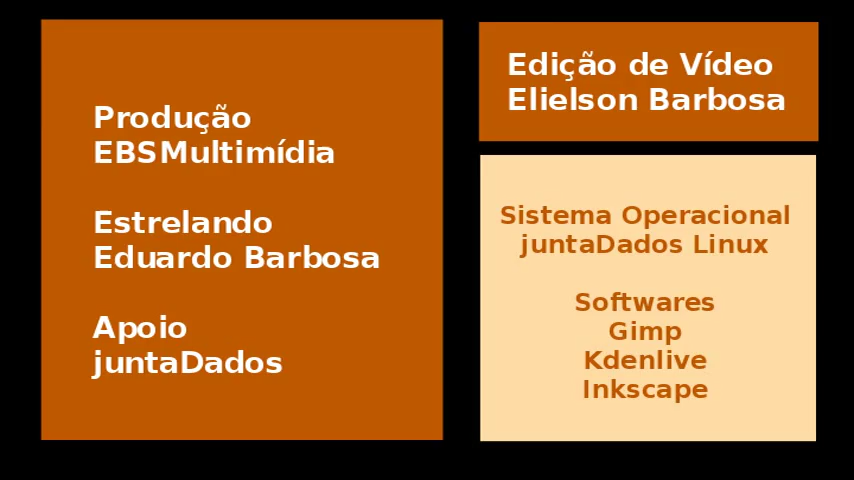 Produção
EBSMultimídia
Estrelando
Eduardo Barbosa
Apoio
juntaDados
Edição de Vídeo
Elielson Barbosa
Sistema Operacional
juntaDados Linux
Softwares
Gimp
Kdenlive
Inkscape